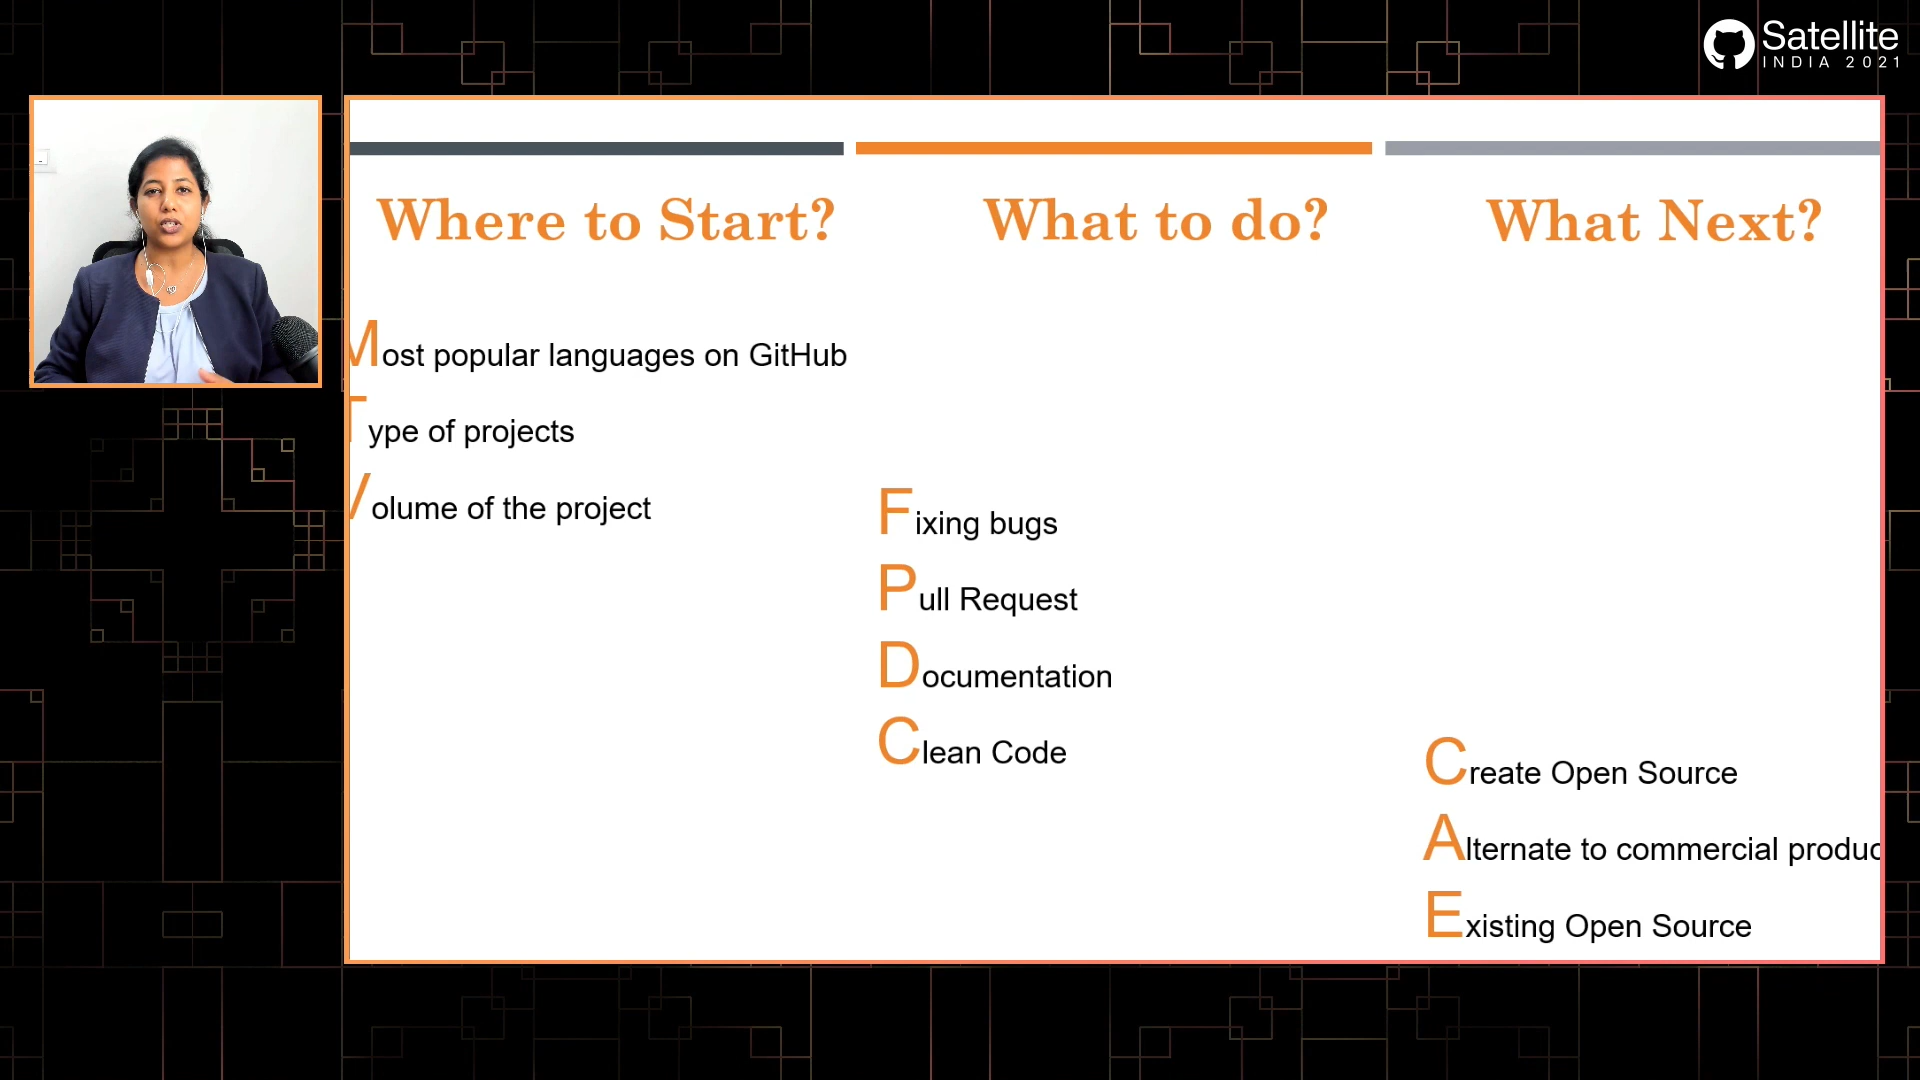 Satellite
INDIA 2021
Where to Start?
Most popular languages on GitHub
Type of projects
Volume of the project
What to do?
Fixing bugs
Pull Request
Documentation
Clean Code
What Next?
Create Open Source
Alternate to commercial produc
Existing Open Source